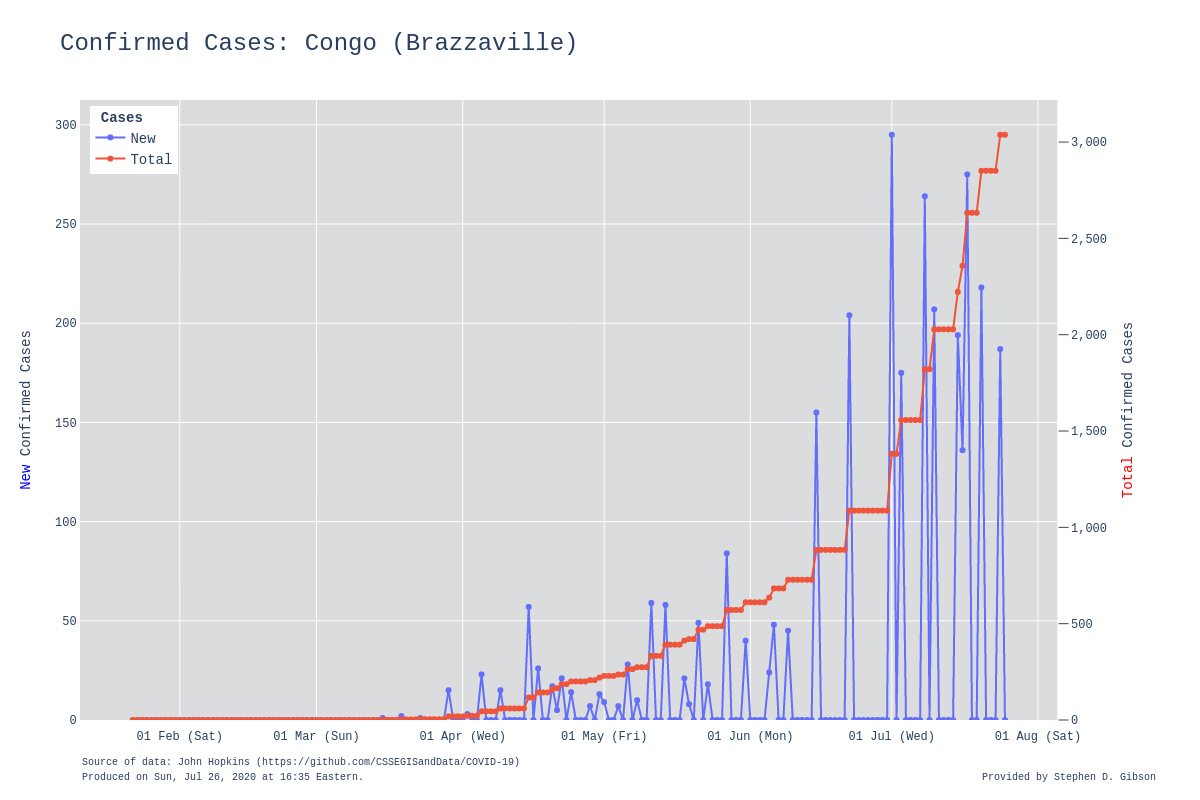 Confirmed Cases: Congo (Brazzaville)
Cases
New
Total
300
250
200
150
100
50
0
3,000
2,500
2,000
1,500
1,000
500
0
New Confirmed Cases
Total Confirmed Cases
01 Feb (Sat)
01 Mar (Sun)
01 Apr (Wed)
01 May (Fri)
01 Jun (Mon)
01 Jul (Wed)
01 Aug (Sat)
Source of data: John Hopkins (https://github.com/CSSEGISandData/COVID-19)
Produced on Sun, Jul 26, 2020 at 16:35 Eastern.
Provided by Stephen D. Gibson